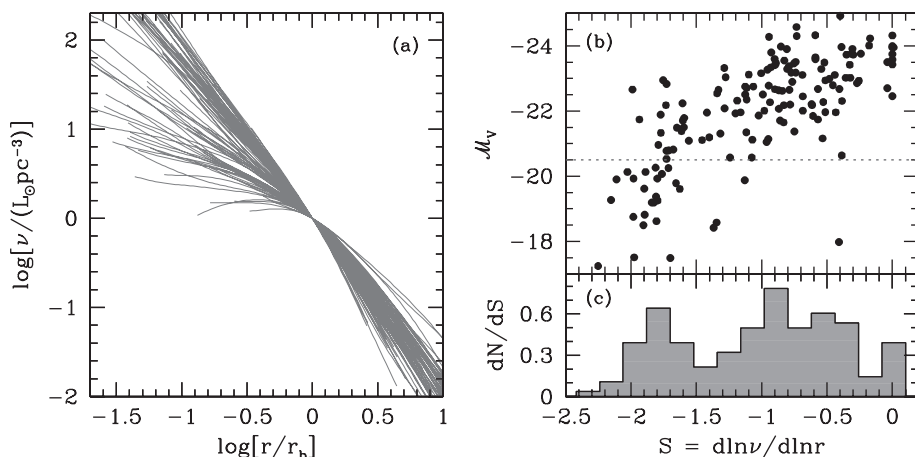 (a)
2
1
0
−1
−2
log[ν/(L⊙pc⁻³)]
−1.5 −1 −0.5 0 0.5 1
log[r/r_b]
(b)
-24
-22
-20
-18
ℳ_v
(c)
0.6
0.3
0
dN/dS
−2.5 −2 −1.5 −1 −0.5 0
S = dlnν/dlnr